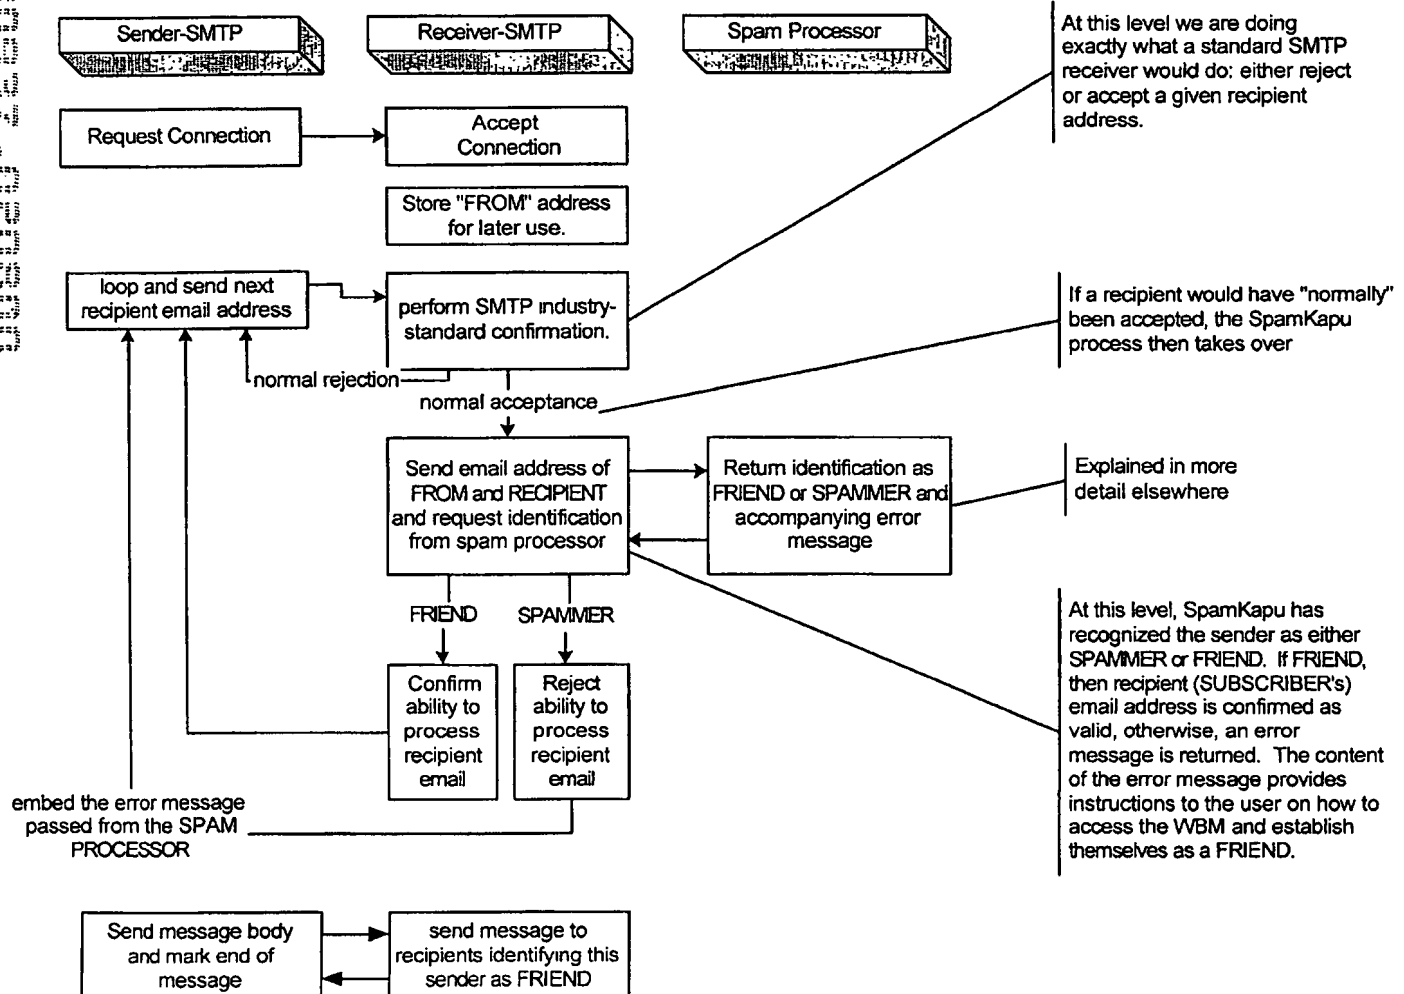 Sender-SMTP
Receiver-SMTP
Spam Processor
At this level we are doing
exactly what a standard SMTP
receiver would do: either reject
or accept a given recipient
address.
Request Connection
Accept
Connection
Store "FROM" address
for later use.
loop and send next
recipient email address
perform SMTP industry-
standard confirmation.
If a recipient would have "normally"
been accepted, the SpamKapu
process then takes over
normal rejection
normal acceptance
Send email address of
FROM and RECIPIENT
and request identification
from spam processor
Return identification as
FRIEND or SPAMMER and
accompanying error
message
Explained in more
detail elsewhere
FRIEND
SPAMMER
At this level, SpamKapu has
recognized the sender as either
SPAMMER or FRIEND. If FRIEND,
then recipient (SUBSCRIBER's)
email address is confirmed as
valid, otherwise, an error
message is returned. The content
of the error message provides
instructions to the user on how to
access the WBM and establish
themselves as a FRIEND.
Confirm
ability to
process
recipient
email
Reject
ability to
process
recipient
email
embed the error message
passed from the SPAM
PROCESSOR
Send message body
and mark end of
message
send message to
recipients identifying this
sender as FRIEND